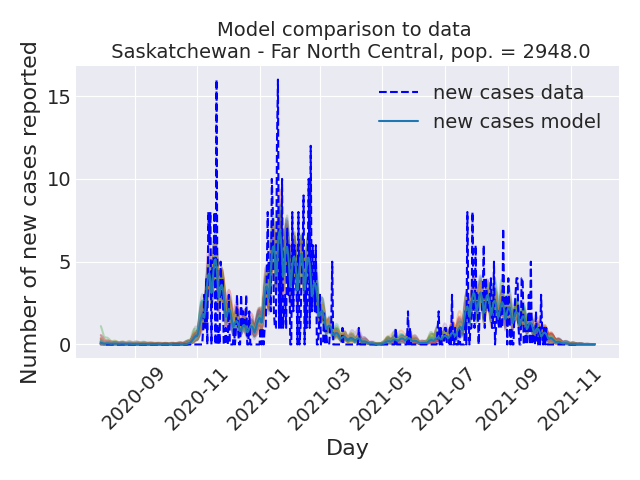 Model comparison to data
Saskatchewan - Far North Central, pop. = 2948.0
Number of new cases reported
15
10
5
0
new cases data
new cases model
2020-09
2020-11
2021-01
2021-03
2021-05
2021-07
2021-09
2021-11
Day